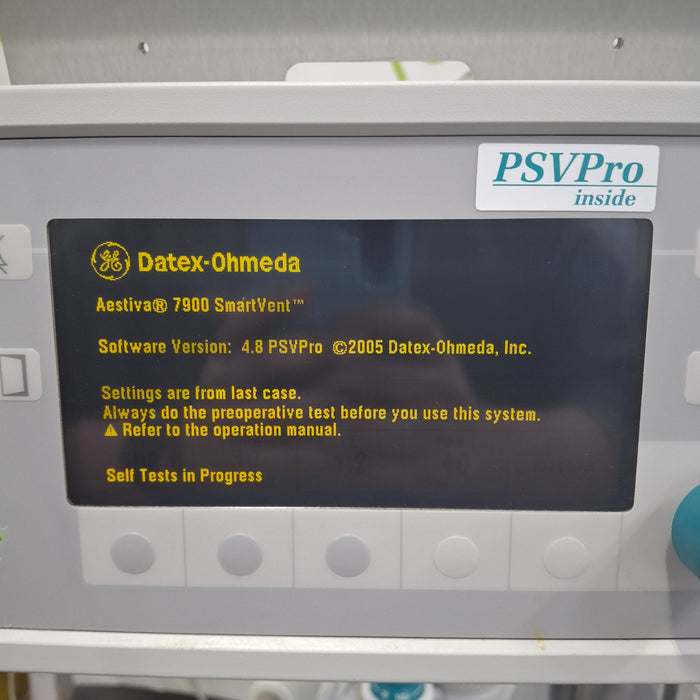 PSVPro
inside
GE Datex-Ohmeda
Aestiva® 7900 SmartVent™
Software Version: 4.8 PSVPro ©2005 Datex-Ohmeda, Inc.
Settings are from last case.
Always do the preoperative test before you use this system.
⚠ Refer to the operation manual.
Self Tests in Progress